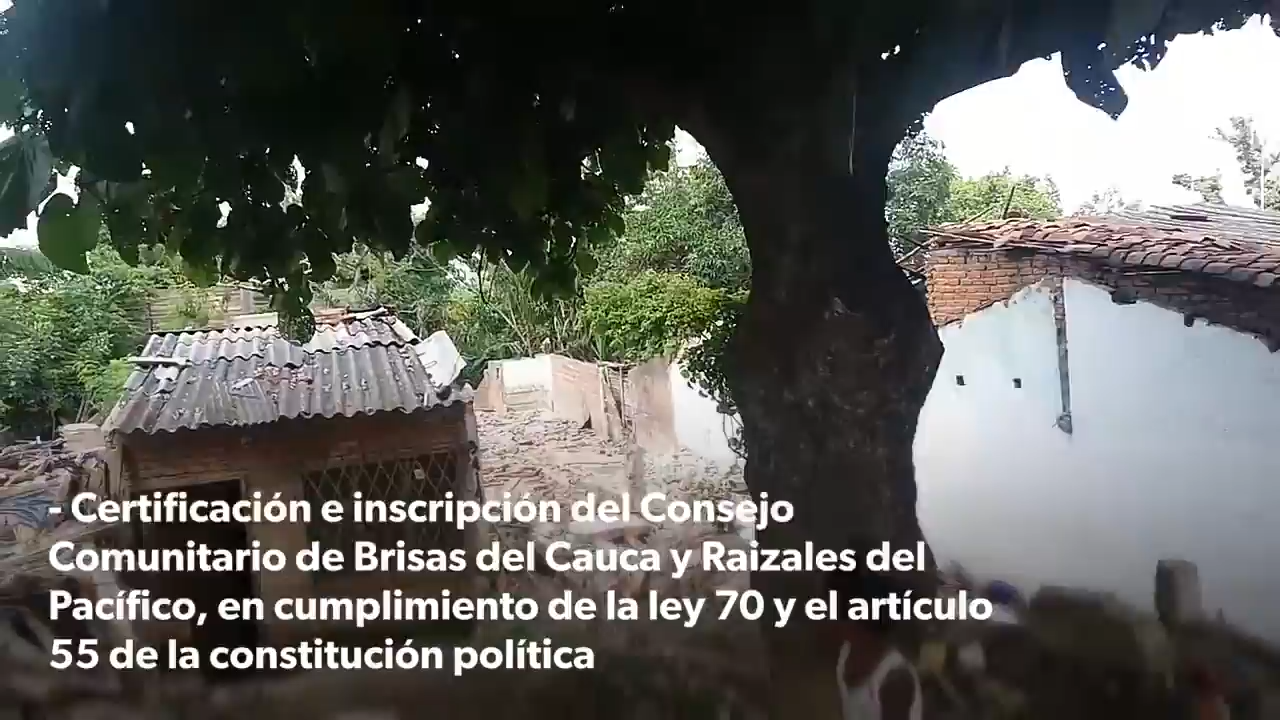 - Certificación e inscripción del Consejo
Comunitario de Brisas del Cauca y Raizales del
Pacífico, en cumplimiento de la ley 70 y el artículo
55 de la constitución política